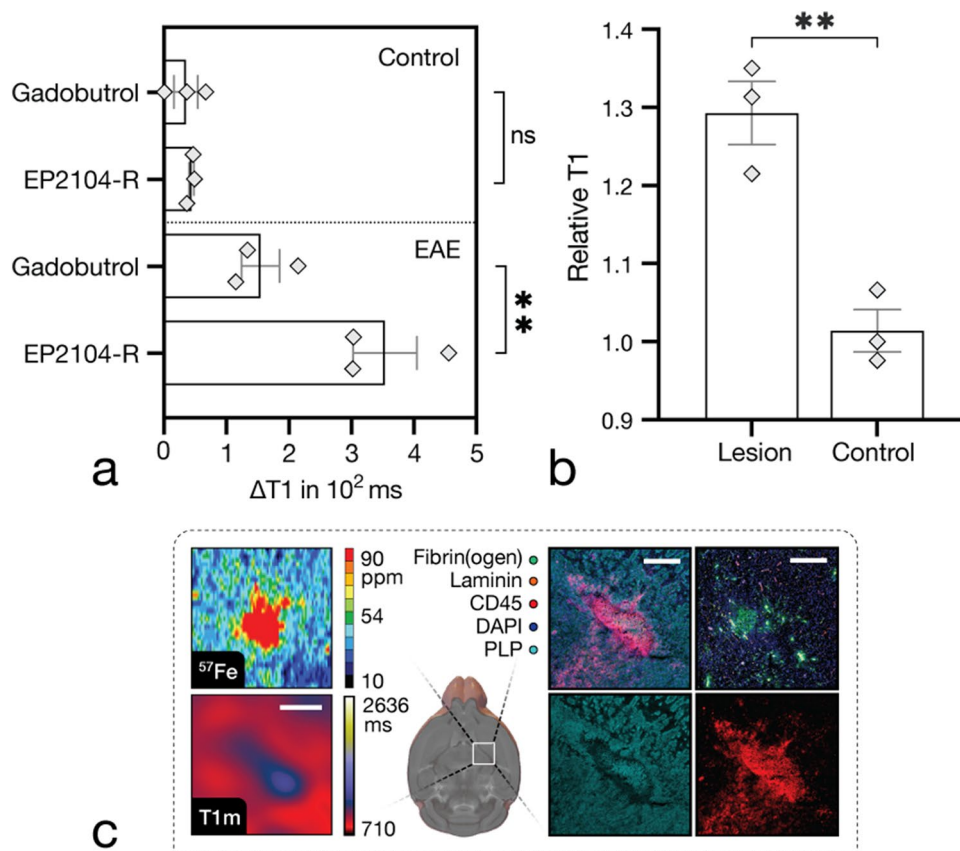 Control
Gadobutrol
ns
EP2104-R
EAE
Gadobutrol
**
EP2104-R
0 1 2 3 4 5
ΔT1 in 10² ms
a
**
1.4
1.3
1.2
1.1
1.0
0.9
Relative T1
Lesion Control
b
90
ppm
54
10
⁵⁷Fe
2636
ms
710
T1m
Fibrin(ogen)
Laminin
CD45
DAPI
PLP
c